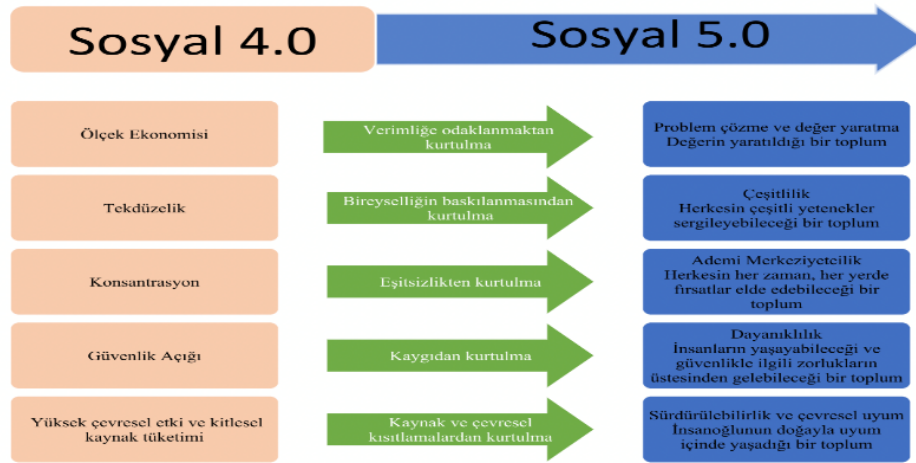 Sosyal 4.0
Sosyal 5.0
Ölçek Ekonomisi
Verimliğe odaklanmaktan
kurtulma
Problem çözme ve değer yaratma
Değerin yaratıldığı bir toplum
Tekdüzelik
Bireyselliğin baskılanmasından
kurtulma
Çeşitlilik
Herkesin çeşitli yetenekler
sergileyebileceği bir toplum
Konsantrasyon
Eşitsizlikten kurtulma
Ademi Merkeziyetcilik
Herkesin her zaman, her yerde
fırsatlar elde edebileceği bir
toplum
Güvenlik Açığı
Kaygıdan kurtulma
Dayanıklılık
İnsanların yaşayabileceği ve
güvenlikle ilgili zorlukların
üstesinden gelebileceği bir toplum
Yüksek çevresel etki ve kitlesel
kaynak tüketimi
Kaynak ve çevresel
kısıtlamalardan kurtulma
Sürdürülebilirlik ve çevresel uyum
İnsanoğlunun doğayla uyum
içinde yaşadığı bir toplum